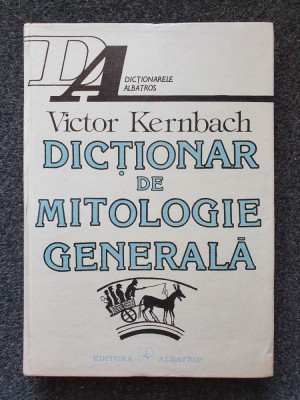 DA
DICȚIONARELE
ALBATROS
Victor Kernbach
DICȚIONAR
DE
MITOLOGIE
GENERALĂ
EDITURA ALBATROS